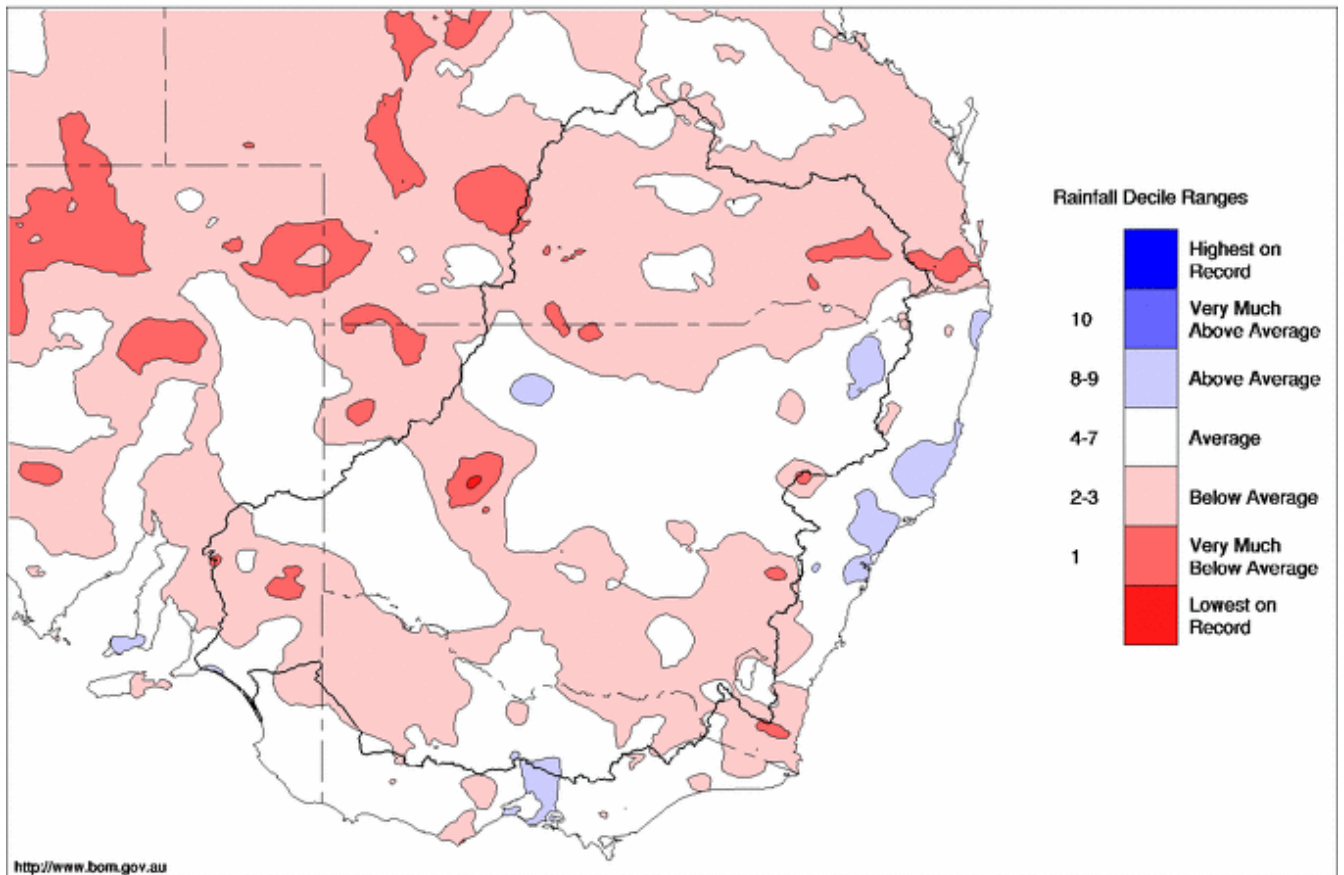 Rainfall Decile Ranges
Highest on
Record
10
Very Much
Above Average
8-9
Above Average
4-7
Average
2-3
Below Average
1
Very Much
Below Average
Lowest on
Record
http://www.bom.gov.au